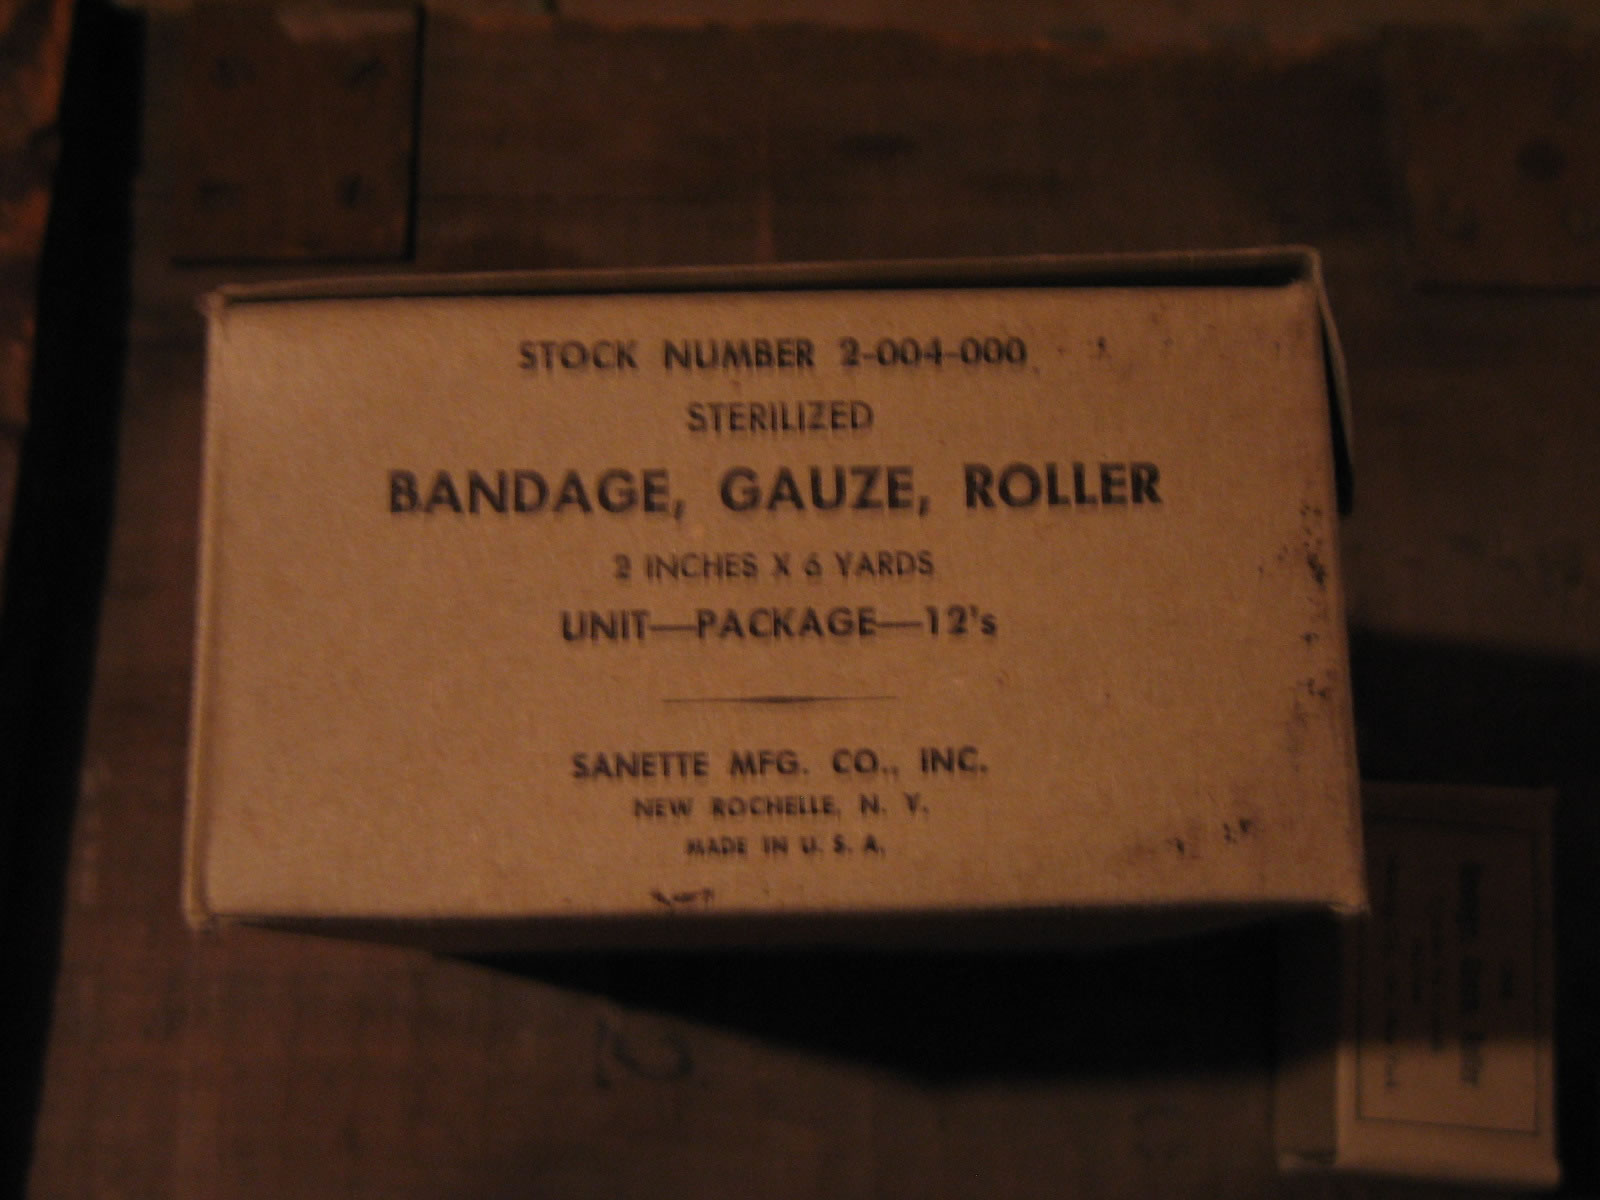 STOCK NUMBER 2-004-000
STERILIZED
BANDAGE, GAUZE, ROLLER
2 INCHES X 6 YARDS
UNIT—PACKAGE—12's
SANETTE MFG. CO., INC.
NEW ROCHELLE, N. Y.
MADE IN U. S. A.